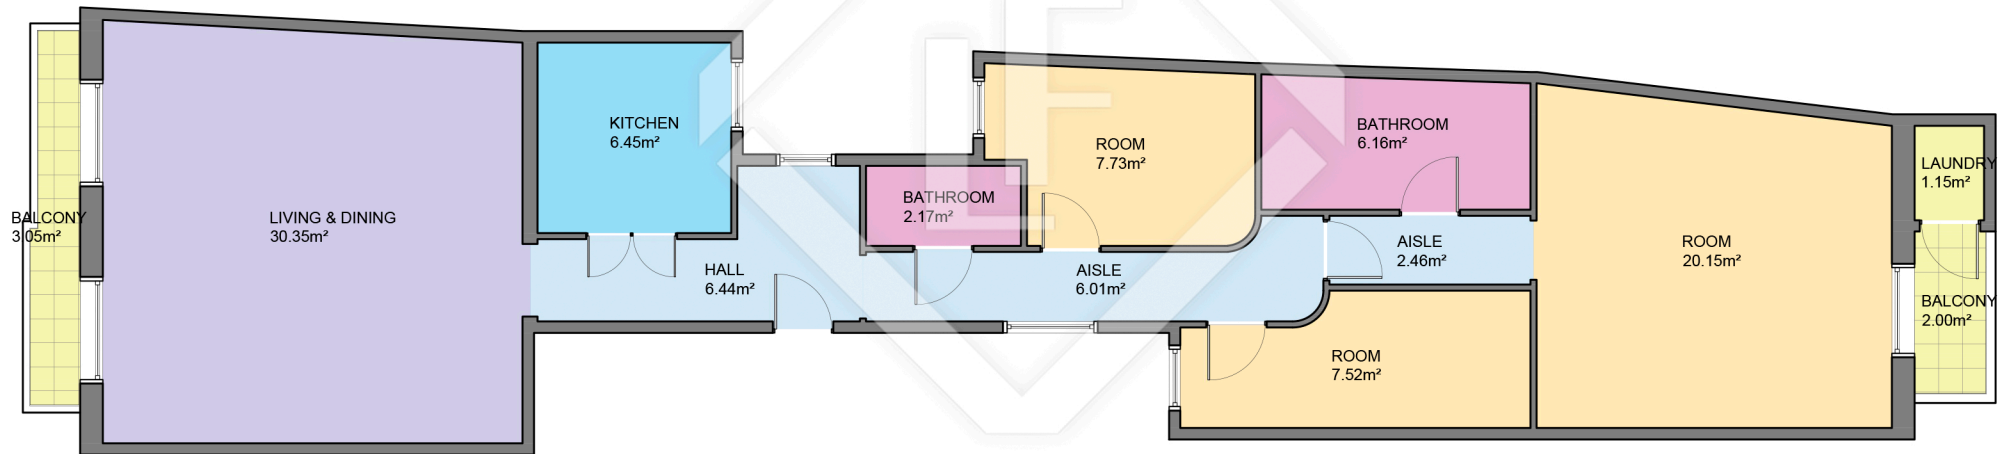 BALCONY
3.05m²
LIVING & DINING
30.35m²
KITCHEN
6.45m²
HALL
6.44m²
BATHROOM
2.17m²
ROOM
7.73m²
AISLE
6.01m²
BATHROOM
6.16m²
AISLE
2.46m²
ROOM
7.52m²
ROOM
20.15m²
LAUNDRY
1.15m²
BALCONY
2.00m²